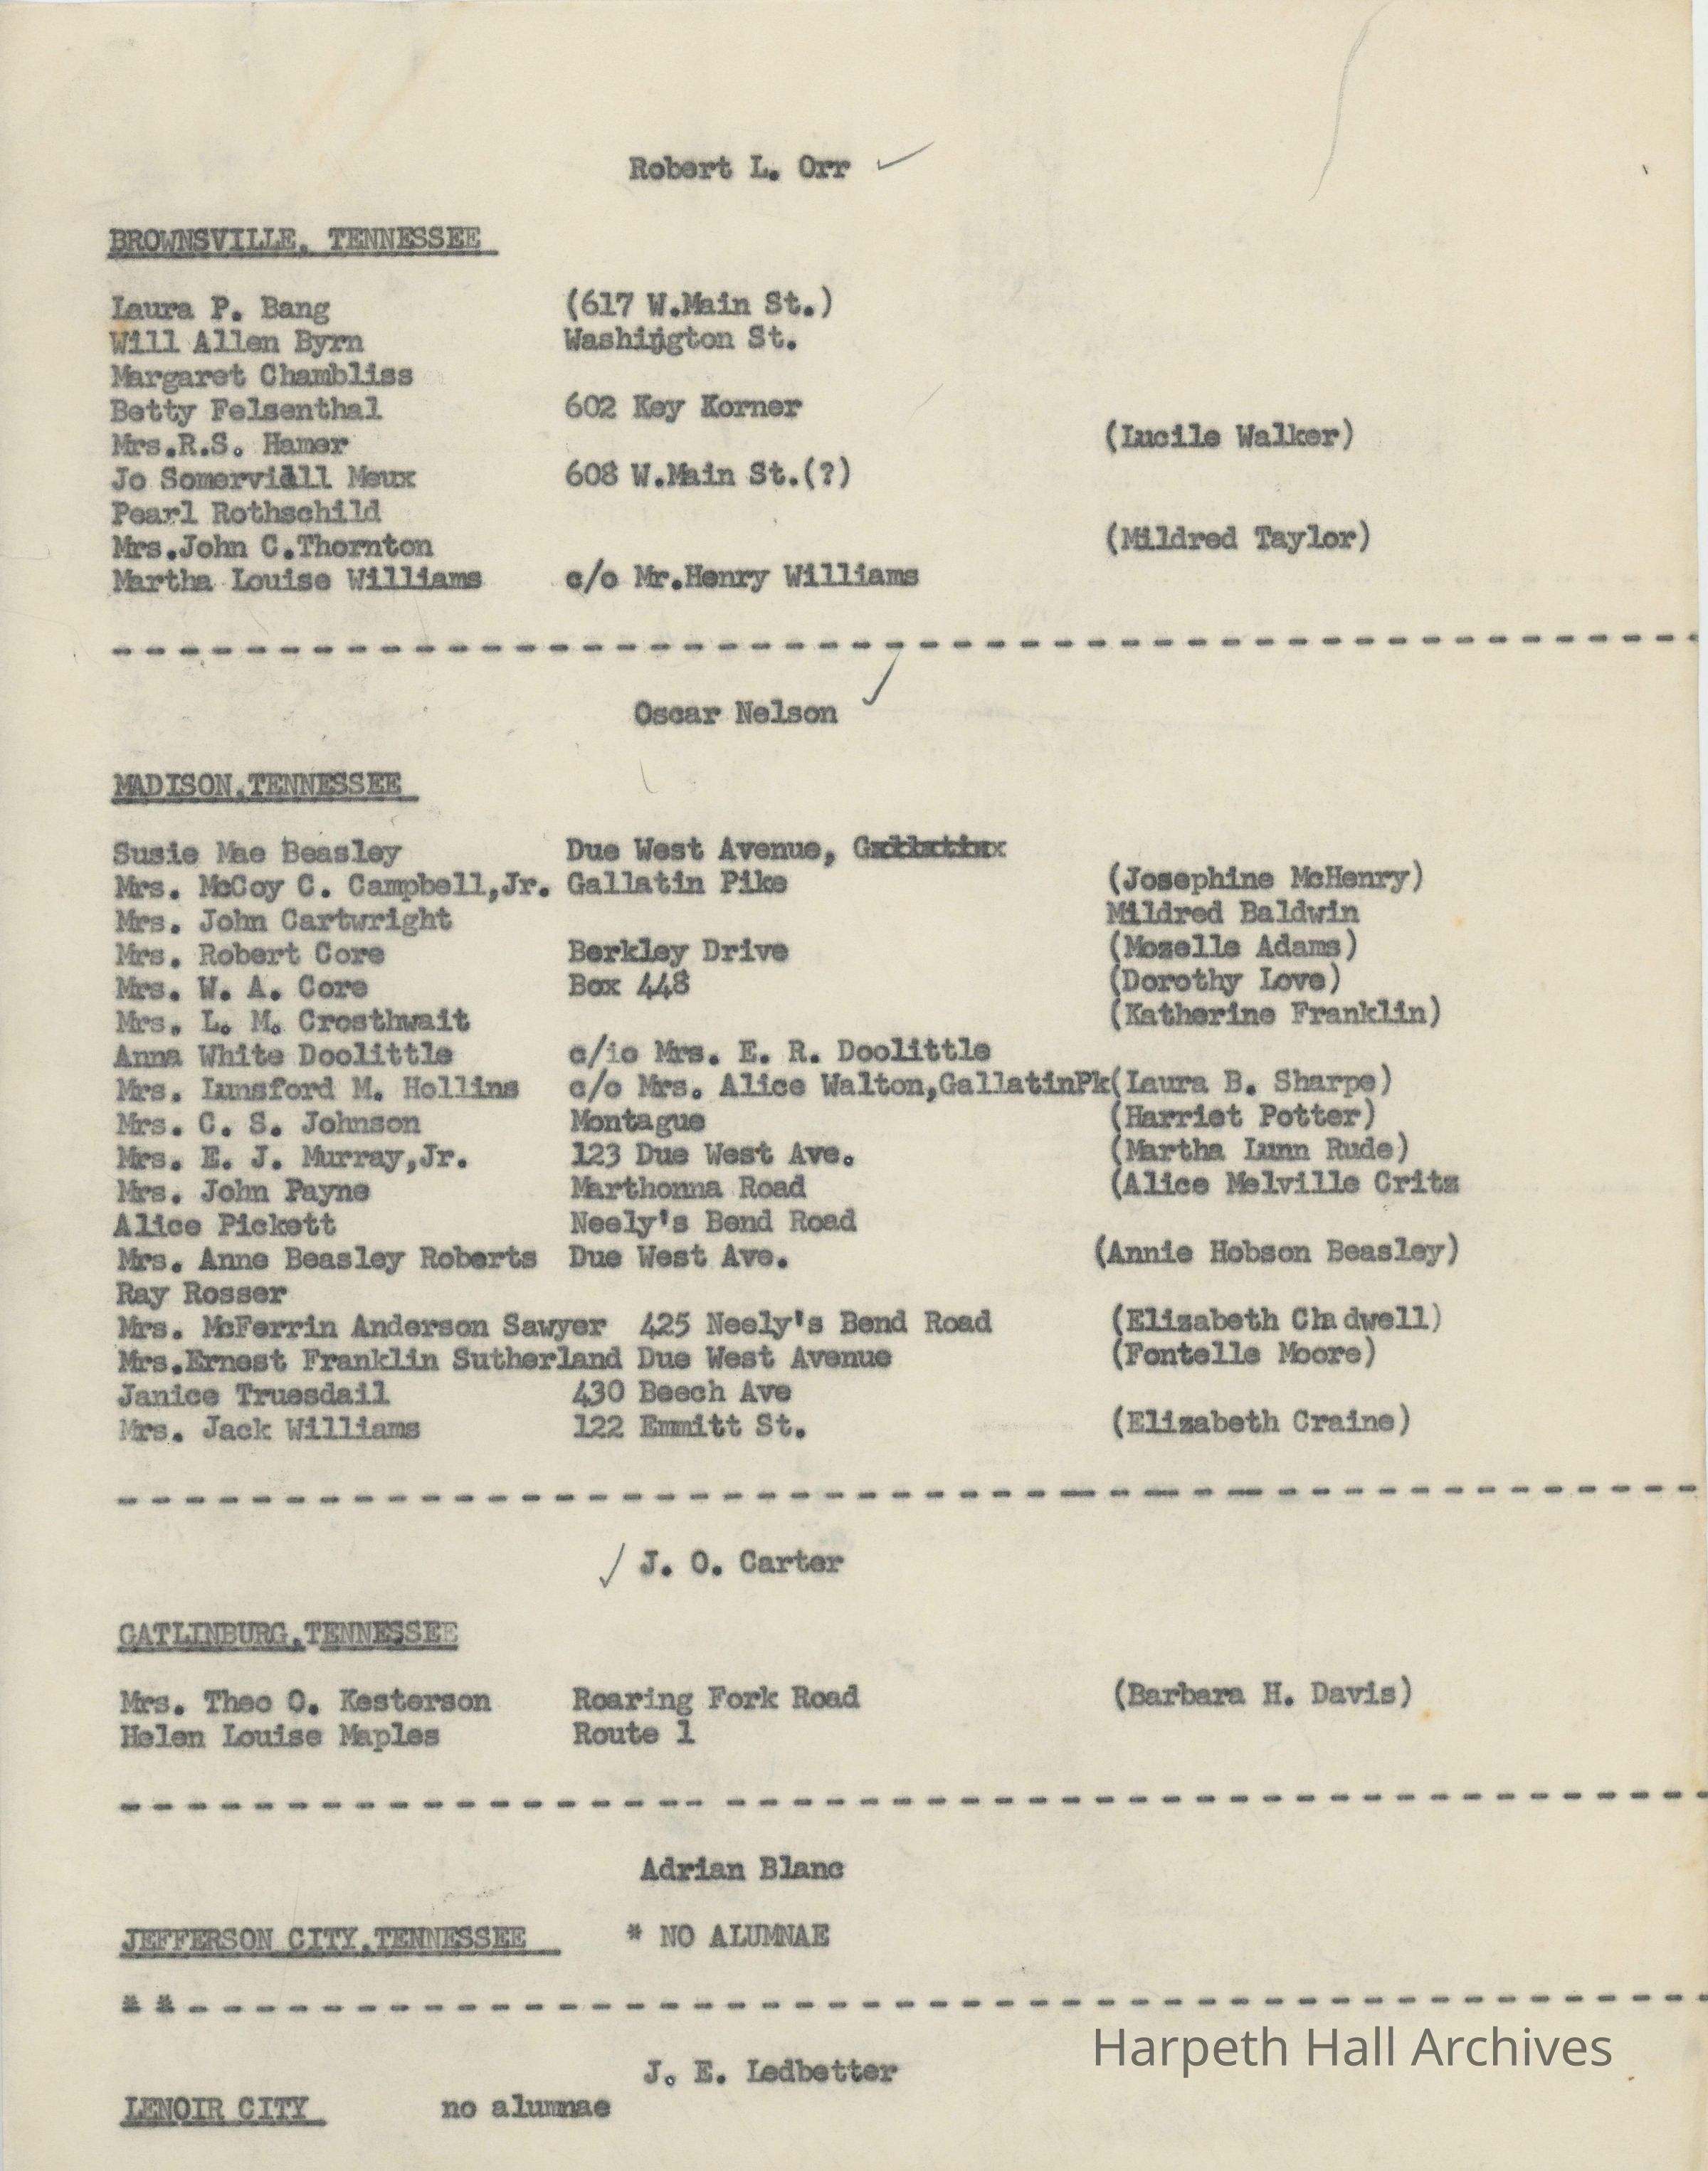 Robert L. Orr
BROWNSVILLE, TENNESSEE
Laura P. Bang (617 W.Main St.)
Will Allen Byrn Washington St.
Margaret Chambliss
Betty Felsenthal 602 Key Korner
Mrs.R.S. Hamer (Lucile Walker)
Jo Somervill Meux 608 W.Main St.(?)
Pearl Rothschild
Mrs.John C.Thornton (Mildred Taylor)
Martha Louise Williams c/o Mr.Henry Williams
Oscar Nelson
MADISON,TENNESSEE
Susie Mae Beasley Due West Avenue,
Mrs. McCoy C. Campbell,Jr. Gallatin Pike (Josephine McHenry)
Mrs. John Cartwright Mildred Baldwin
Mrs. Robert Core Berkley Drive (Mozelle Adams)
Mrs. W. A. Core Box 448 (Dorothy Love)
Mrs. L. M. Crosthwait (Katherine Franklin)
Anna White Doolittle c/io Mrs. E. R. Doolittle
Mrs. Lunsford M. Hollins c/o Mrs. Alice Walton,GallatinPk(Laura B. Sharpe)
Mrs. C. S. Johnson Montague (Harriet Potter)
Mrs. E. J. Murray,Jr. 123 Due West Ave. (Martha Lunn Rude)
Mrs. John Payne Marthonna Road (Alice Melville Critz
Alice Pickett Neely's Bend Road
Mrs. Anne Beasley Roberts Due West Ave. (Annie Hobson Beasley)
Ray Rosser
Mrs. McFerrin Anderson Sawyer 425 Neely's Bend Road (Elizabeth Chadwell)
Mrs.Ernest Franklin Sutherland Due West Avenue (Fontelle Moore)
Janice Truesdail 430 Beech Ave
Mrs. Jack Williams 122 Emmitt St. (Elizabeth Craine)
J. O. Carter
GATLINBURG,TENNESSEE
Mrs. Theo O. Kesterson Roaring Fork Road (Barbara H. Davis)
Helen Louise Maples Route 1
Adrian Blanc
JEFFERSON CITY,TENNESSEE * NO ALUMNAE
* *
Harpeth Hall Archives
J. E. Ledbetter
LENOIR CITY no alumnae